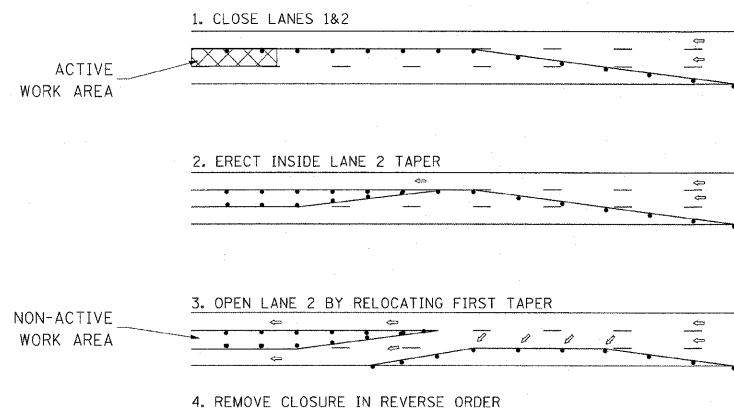 1. CLOSE LANES 1&2
ACTIVE
WORK AREA
2. ERECT INSIDE LANE 2 TAPER
3. OPEN LANE 2 BY RELOCATING FIRST TAPER
NON-ACTIVE
WORK AREA
4. REMOVE CLOSURE IN REVERSE ORDER